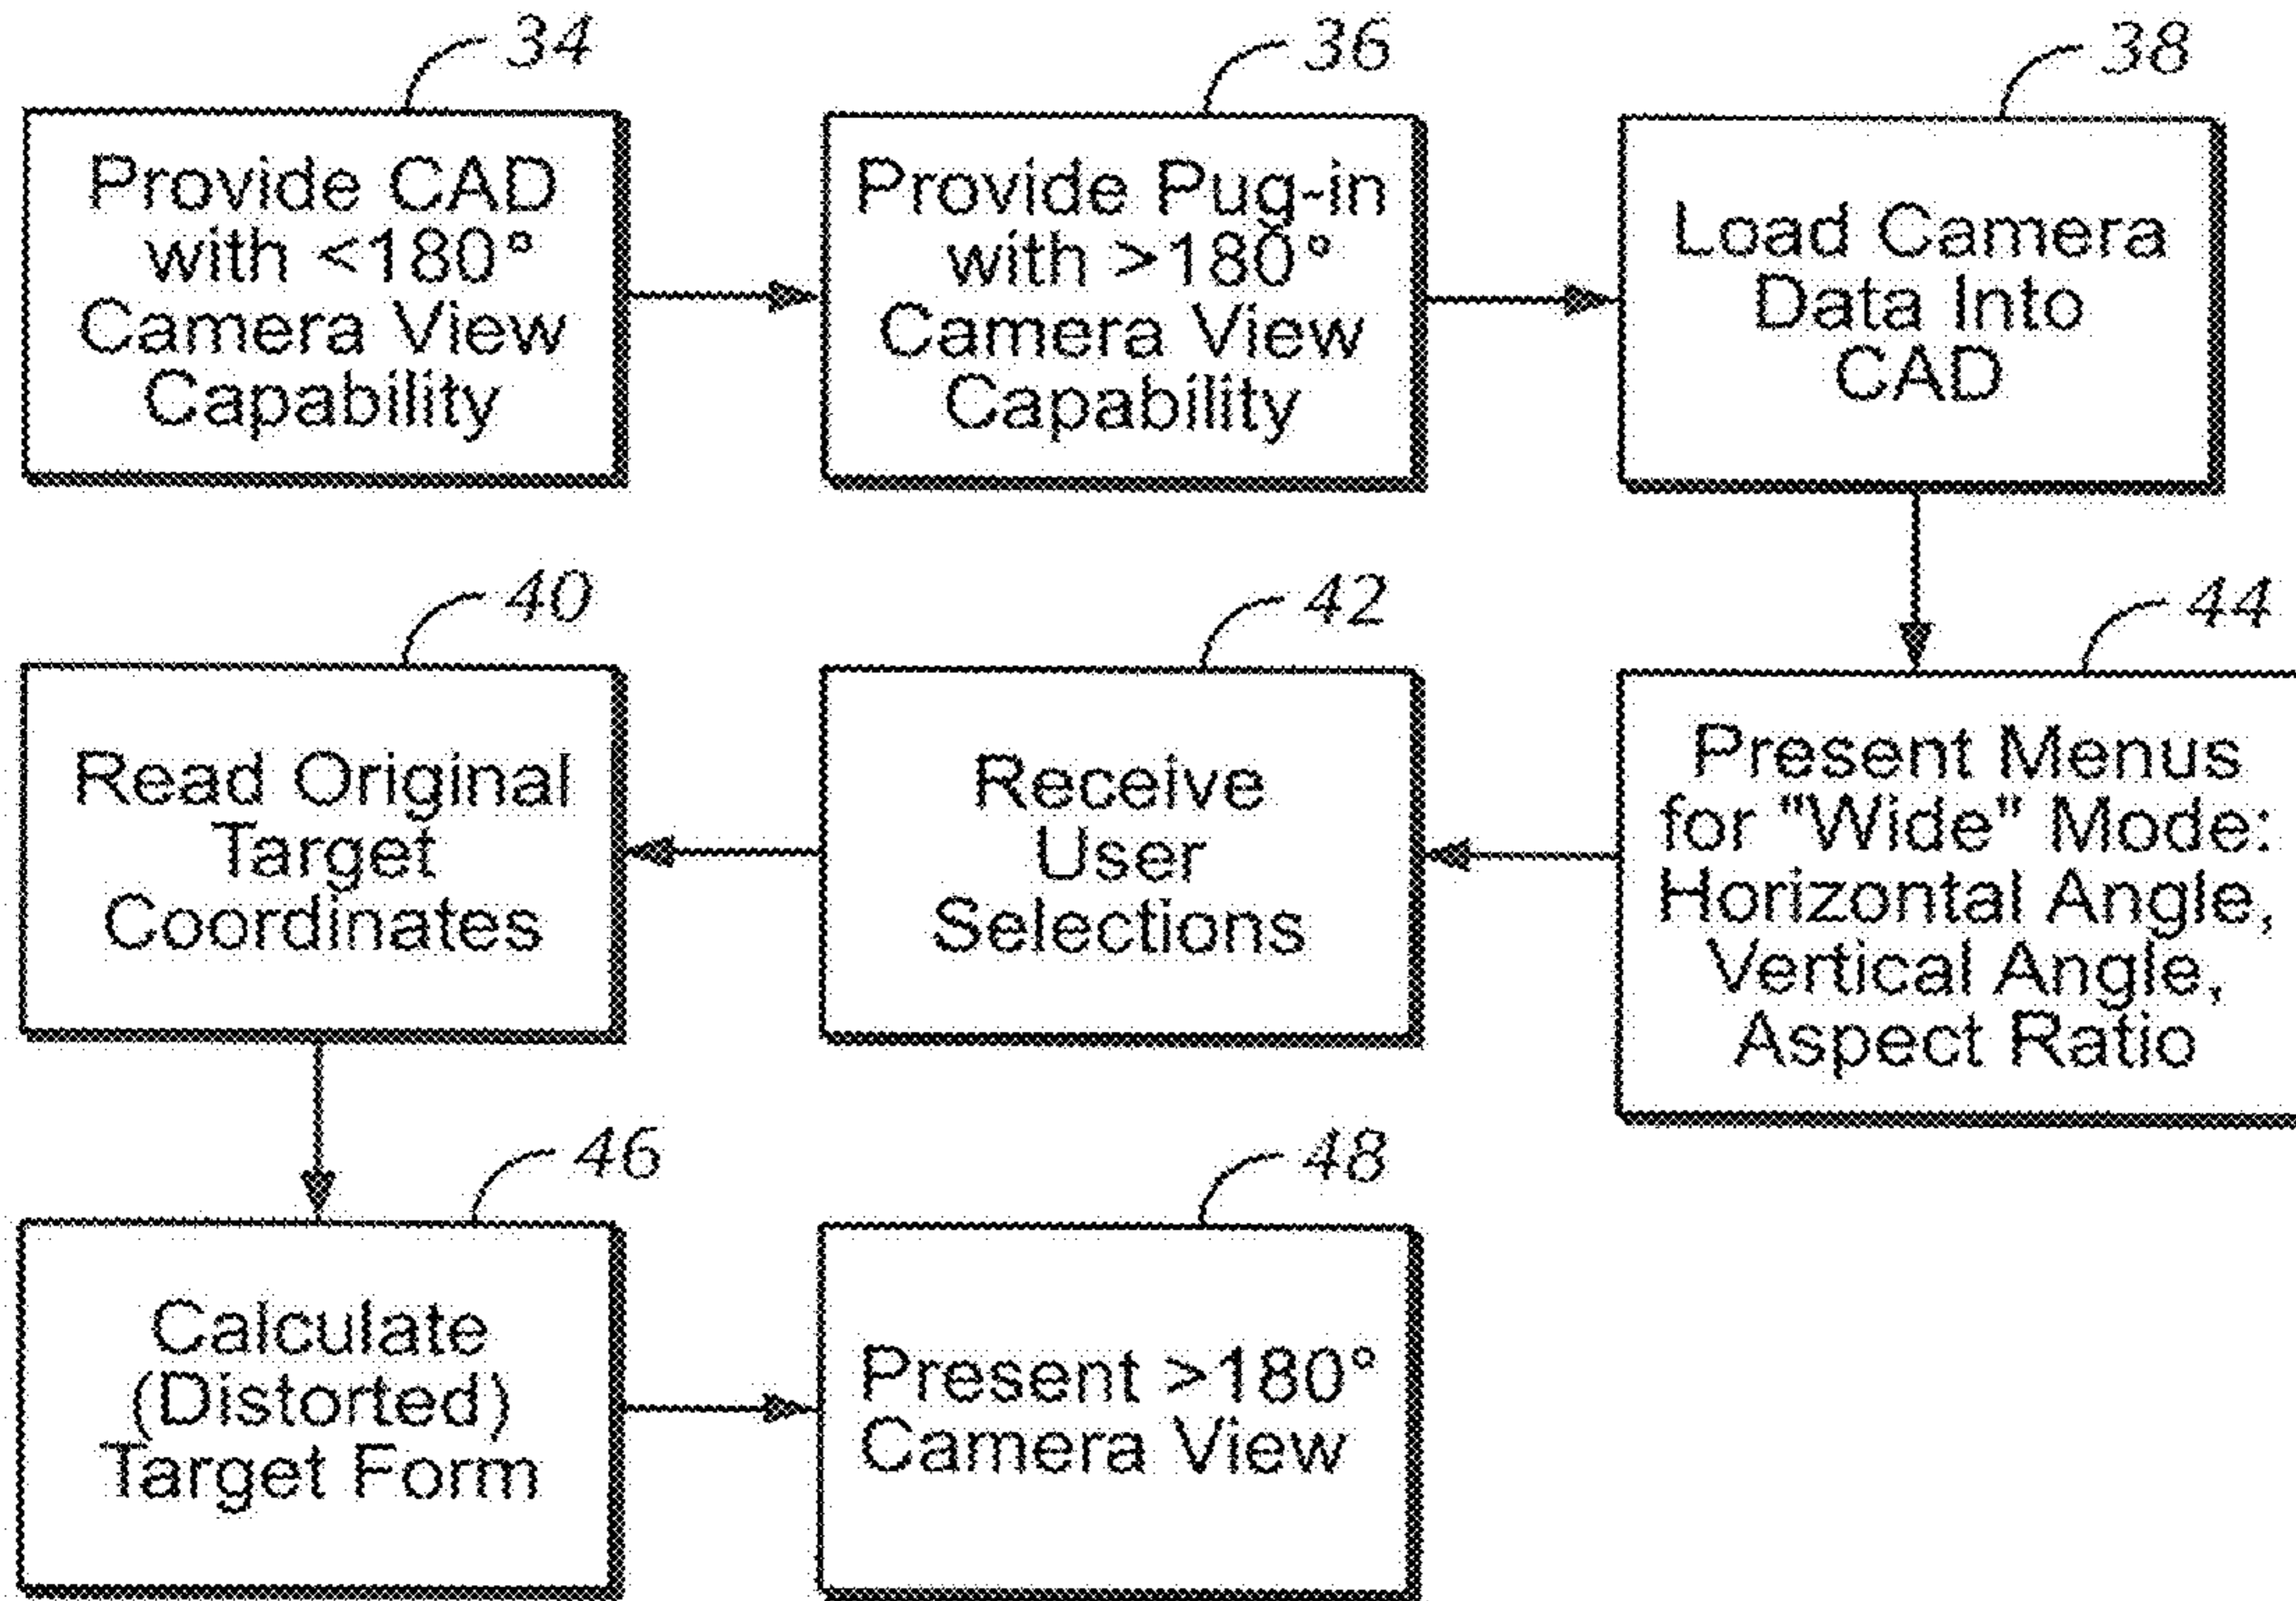 34
Provide CAD
with <180°
Camera View
Capability
36
Provide Pug-in
with >180°
Camera View
Capability
38
Load Camera
Data Into
CAD
40
Read Original
Target
Coordinates
42
Receive
User
Selections
44
Present Menus
for "Wide" Mode:
Horizontal Angle,
Vertical Angle,
Aspect Ratio
46
Calculate
(Distorted)
Target Form
48
Present >180°
Camera View